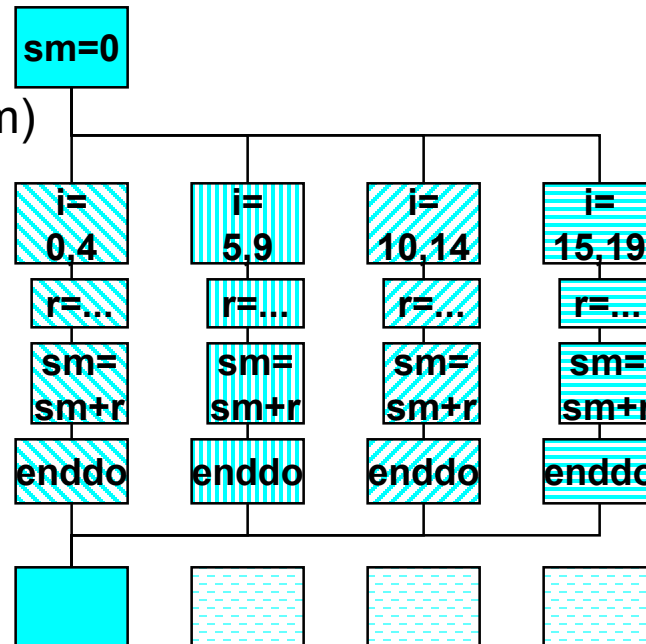 sm=0
m)
i=
0,4
i=
5,9
i=
10,14
i=
15,19
r=...
r=...
r=...
r=...
sm=
sm+r
sm=
sm+r
sm=
sm+r
sm=
sm+r
enddo
enddo
enddo
enddo